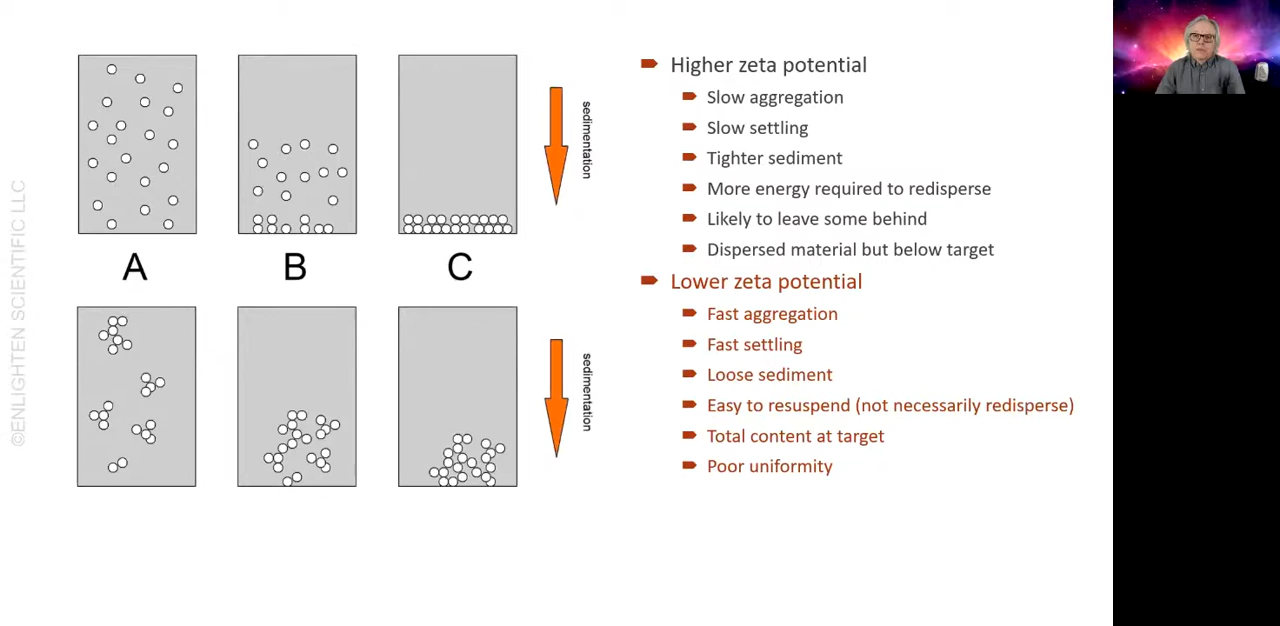 ©ENLIGHTEN SCIENTIFIC LLC
A
B
C
sedimentation
sedimentation
Higher zeta potential
Slow aggregation
Slow settling
Tighter sediment
More energy required to redisperse
Likely to leave some behind
Dispersed material but below target
Lower zeta potential
Fast aggregation
Fast settling
Loose sediment
Easy to resuspend (not necessarily redisperse)
Total content at target
Poor uniformity